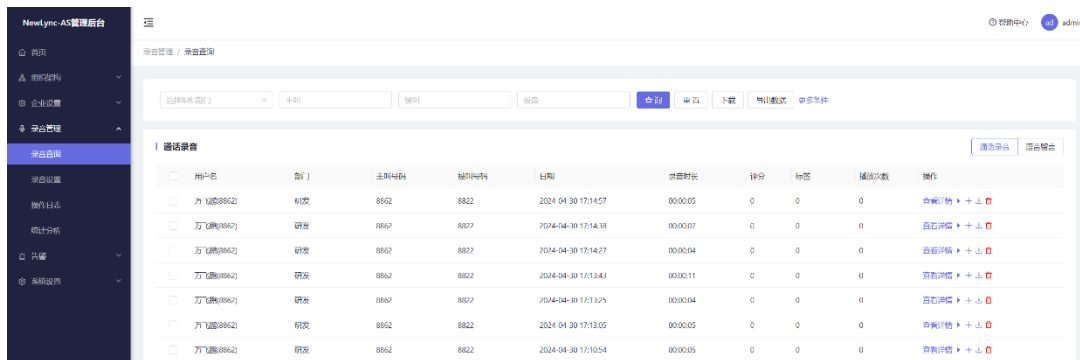 NewLync-AS管理后台
帮助中心 ad admin
首页
录音管理 / 录音查询
组织架构
企业设置
选择部门 主叫 被叫 设备 查询 重置 下载 导出数据 更多条件
录音管理
通话录音 通话录音 语音留言
录音查询
用户名 部门 主叫号码 被叫号码 日期 录音时长 评分 标签 播放次数 操作
录音设置
万飞鹏(8862) 研发 8862 8822 2024-04-30 17:14:57 00:00:05 0 0 0 查看详情
操作日志
万飞鹏(8862) 研发 8862 8822 2024-04-30 17:14:38 00:00:07 0 0 0 查看详情
统计分析
万飞鹏(8862) 研发 8862 8822 2024-04-30 17:14:27 00:00:04 0 0 0 查看详情
告警
万飞鹏(8862) 研发 8862 8822 2024-04-30 17:13:43 00:00:11 0 0 0 查看详情
系统设置
万飞鹏(8862) 研发 8862 8822 2024-04-30 17:13:25 00:00:04 0 0 0 查看详情
万飞鹏(8862) 研发 8862 8822 2024-04-30 17:13:05 00:00:05 0 0 0 查看详情
万飞鹏(8862) 研发 8862 8822 2024-04-30 17:10:54 00:00:05 0 0 0 查看详情